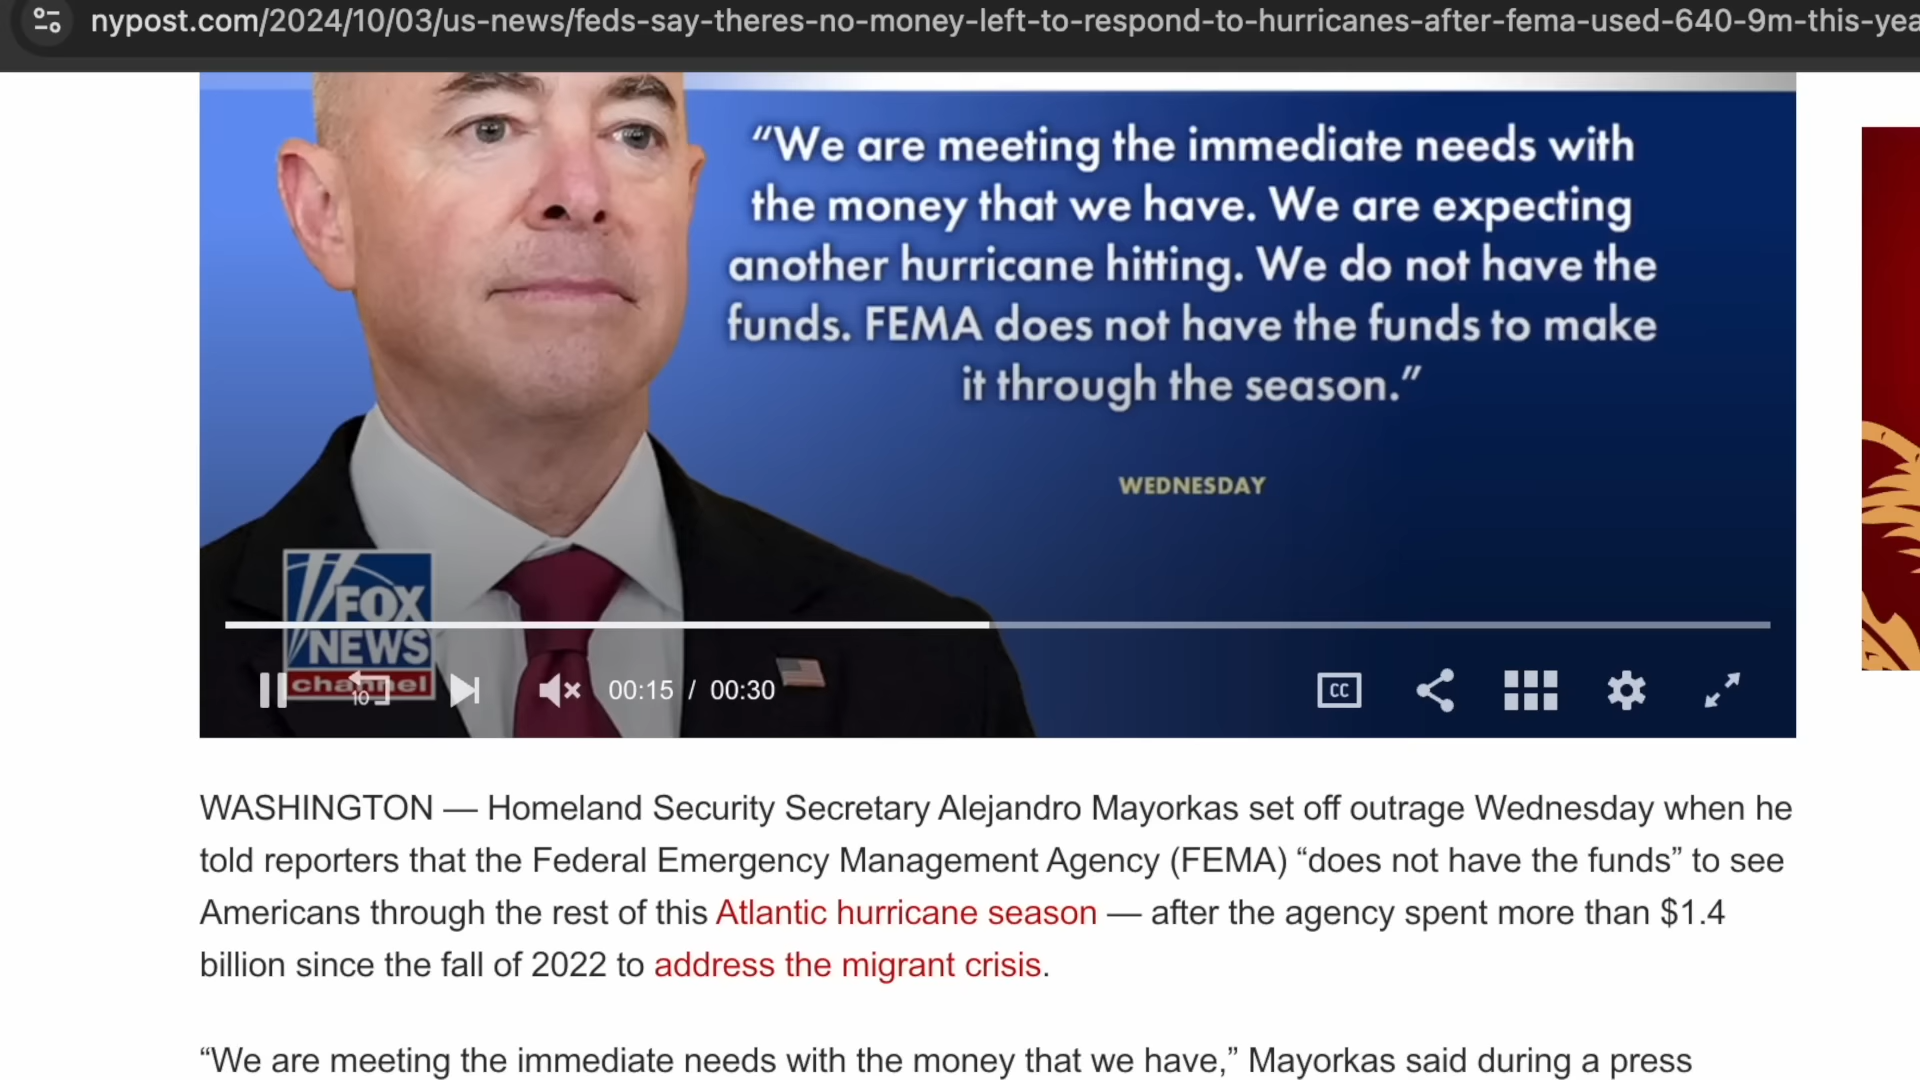 nypost.com/2024/10/03/us-news/feds-say-theres-no-money-left-to-respond-to-hurricanes-after-fema-used-640-9m-this-yea
“We are meeting the immediate needs with
the money that we have. We are expecting
another hurricane hitting. We do not have the
funds. FEMA does not have the funds to make
it through the season.”
WEDNESDAY
FOX
NEWS
channel
10
00:15 / 00:30
CC
WASHINGTON — Homeland Security Secretary Alejandro Mayorkas set off outrage Wednesday when he
told reporters that the Federal Emergency Management Agency (FEMA) “does not have the funds” to see
Americans through the rest of this Atlantic hurricane season — after the agency spent more than $1.4
billion since the fall of 2022 to address the migrant crisis.
“We are meeting the immediate needs with the money that we have,” Mayorkas said during a press